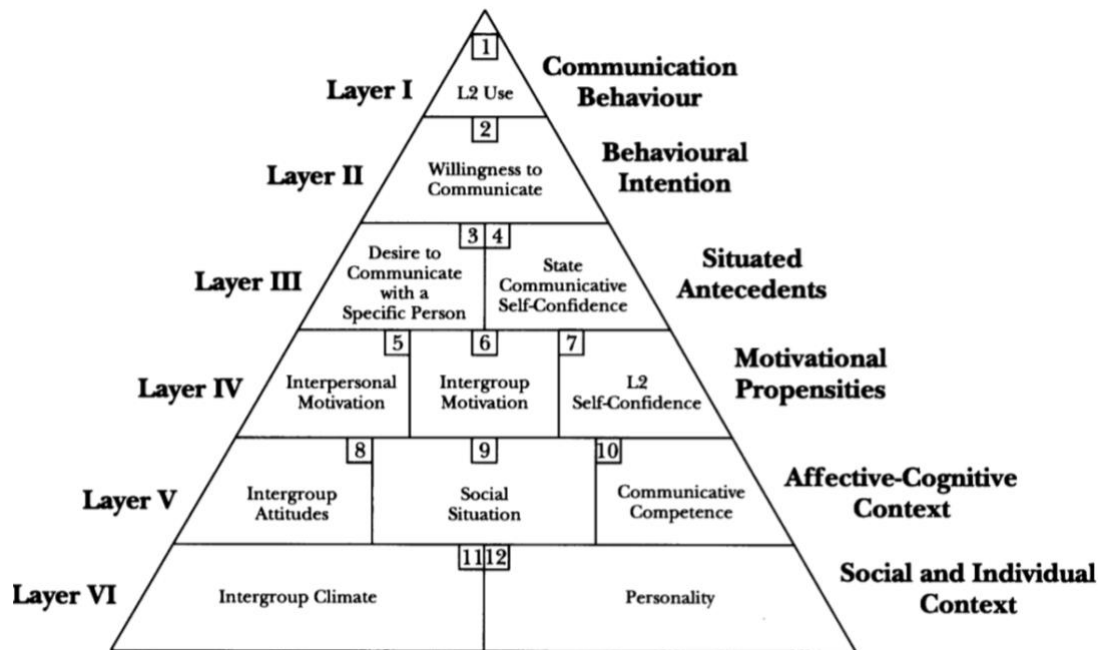 1
Layer I
L2 Use
Communication
Behaviour
2
Layer II
Willingness to
Communicate
Behavioural
Intention
3 4
Layer III
Desire to
Communicate
with a
Specific Person
State
Communicative
Self-Confidence
Situated
Antecedents
5 6 7
Layer IV
Interpersonal
Motivation
Intergroup
Motivation
L2
Self-Confidence
Motivational
Propensities
8 9 10
Layer V
Intergroup
Attitudes
Social
Situation
Communicative
Competence
Affective-Cognitive
Context
11 12
Layer VI
Intergroup Climate
Personality
Social and Individual
Context